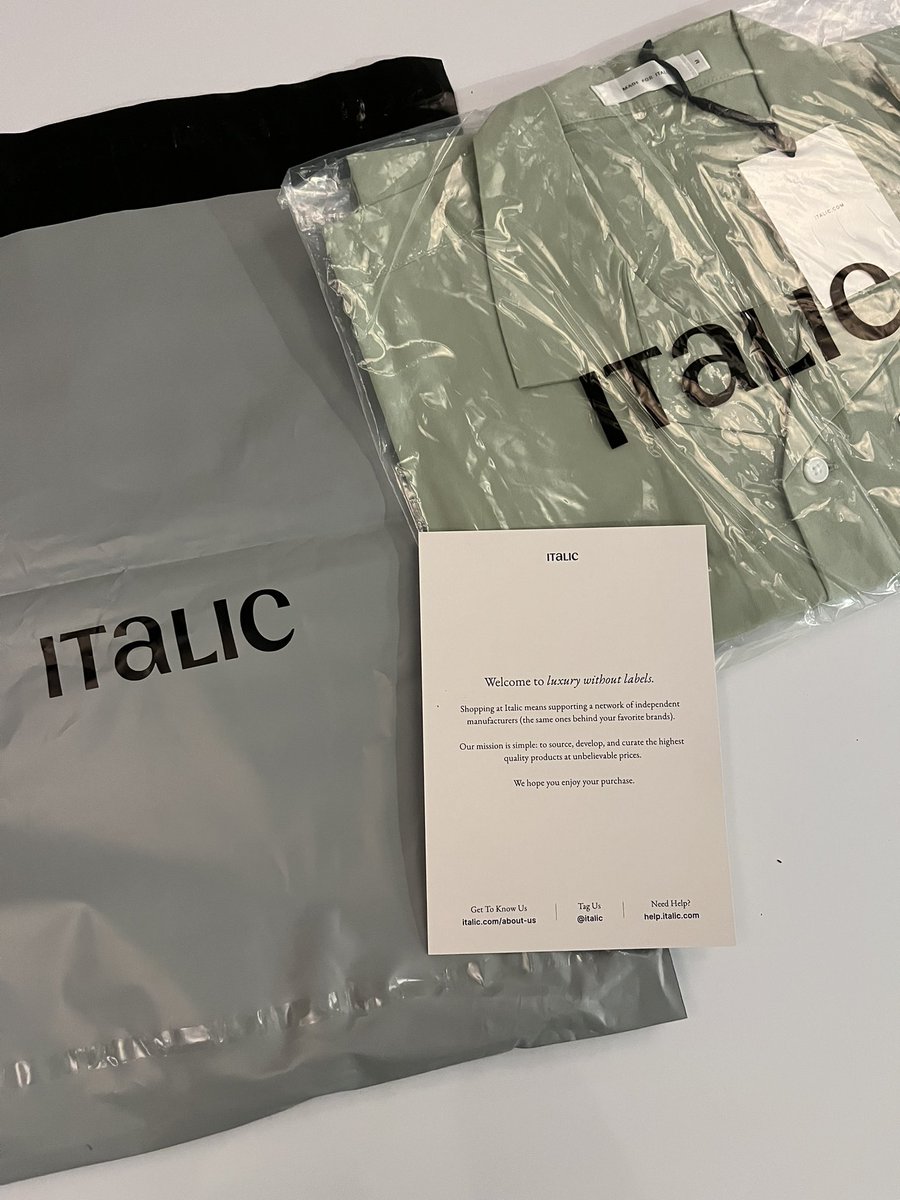 MADE FOR ITALIC
M
ITALIC.COM
ITaLIC
ITaLIC
ITALIC
Welcome to luxury without labels.
Shopping at Italic means supporting a network of independent
manufacturers (the same ones behind your favorite brands).
Our mission is simple: to source, develop, and curate the highest
quality products at unbelievable prices.
We hope you enjoy your purchase.
Get To Know Us
italic.com/about-us
Tag Us
@italic
Need Help?
help.italic.com